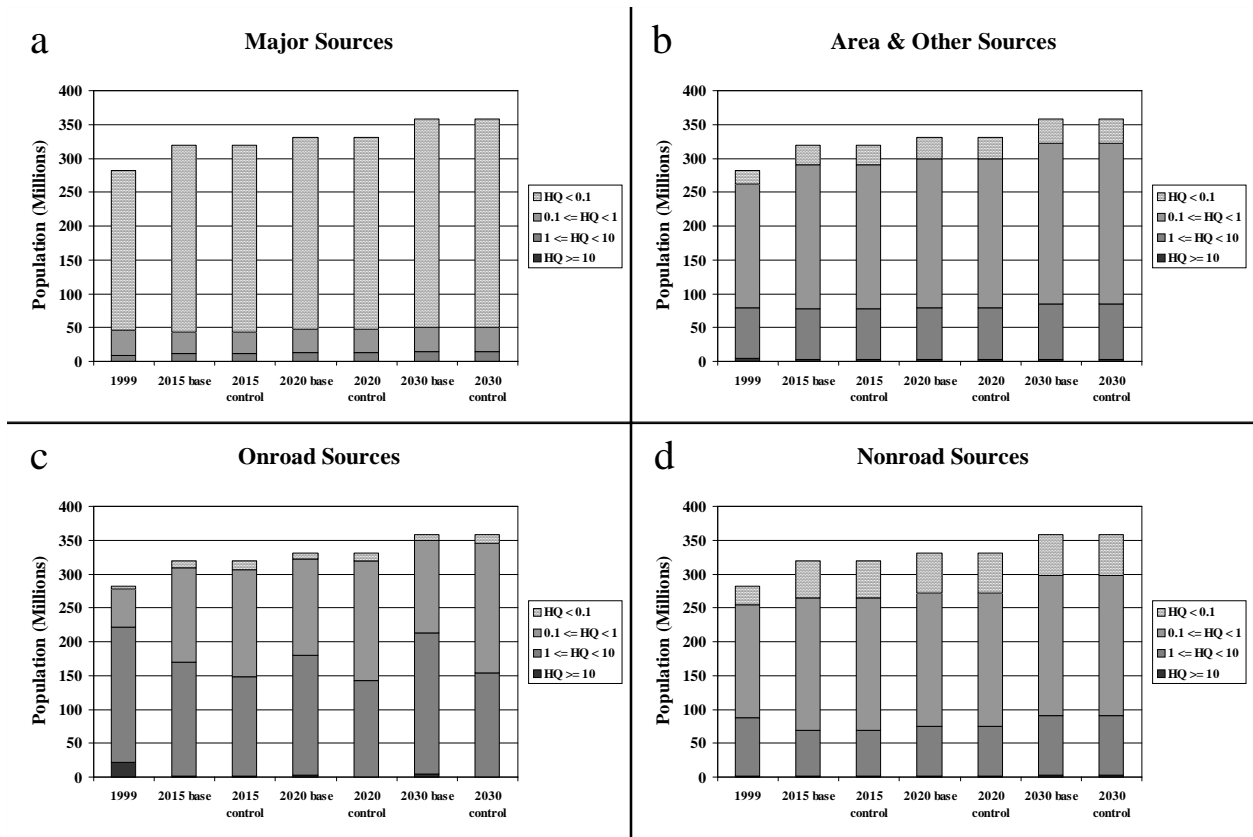 a
Major Sources
Population (Millions)
400
350
300
250
200
150
100
50
0
1999
2015 base
2015
control
2020 base
2020
control
2030 base
2030
control
HQ < 0.1
0.1 <= HQ < 1
1 <= HQ < 10
HQ >= 10
b
Area & Other Sources
Population (Millions)
400
350
300
250
200
150
100
50
0
1999
2015 base
2015
control
2020 base
2020
control
2030 base
2030
control
HQ < 0.1
0.1 <= HQ < 1
1 <= HQ < 10
HQ >= 10
c
Onroad Sources
Population (Millions)
400
350
300
250
200
150
100
50
0
1999
2015 base
2015
control
2020 base
2020
control
2030 base
2030
control
HQ < 0.1
0.1 <= HQ < 1
1 <= HQ < 10
HQ >= 10
d
Nonroad Sources
Population (Millions)
400
350
300
250
200
150
100
50
0
1999
2015 base
2015
control
2020 base
2020
control
2030 base
2030
control
HQ < 0.1
0.1 <= HQ < 1
1 <= HQ < 10
HQ >= 10